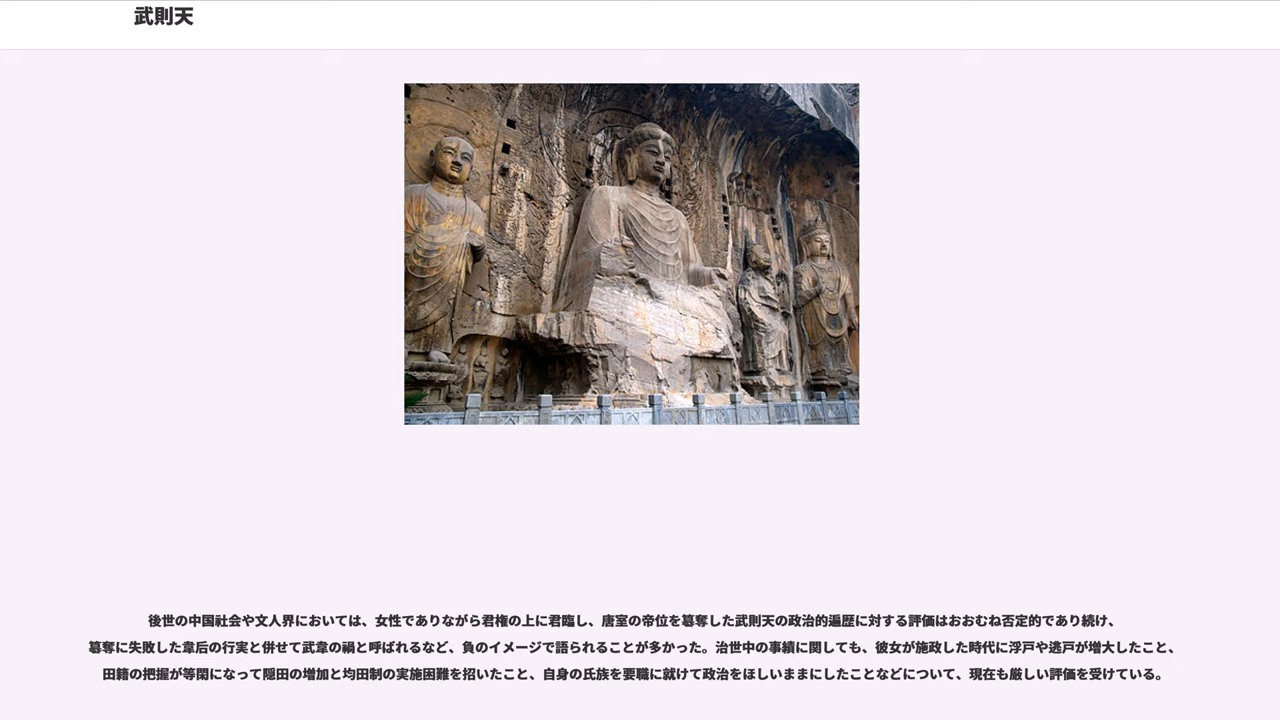 武則天
後世の中国社会や文人界においては、女性でありながら君権の上に君臨し、唐室の帝位を簒奪した武則天の政治的遍歴に対する評価はおおむね否定的であり続け、
簒奪に失敗した韋后の行実と併せて武韋の禍と呼ばれるなど、負のイメージで語られることが多かった。治世中の事績に関しても、彼女が施政した時代に浮戸や逃戸が増大したこと、
田籍の把握が等閑になって隠田の増加と均田制の実施困難を招いたこと、自身の氏族を要職に就けて政治をほしいままにしたことなどについて、現在も厳しい評価を受けている。